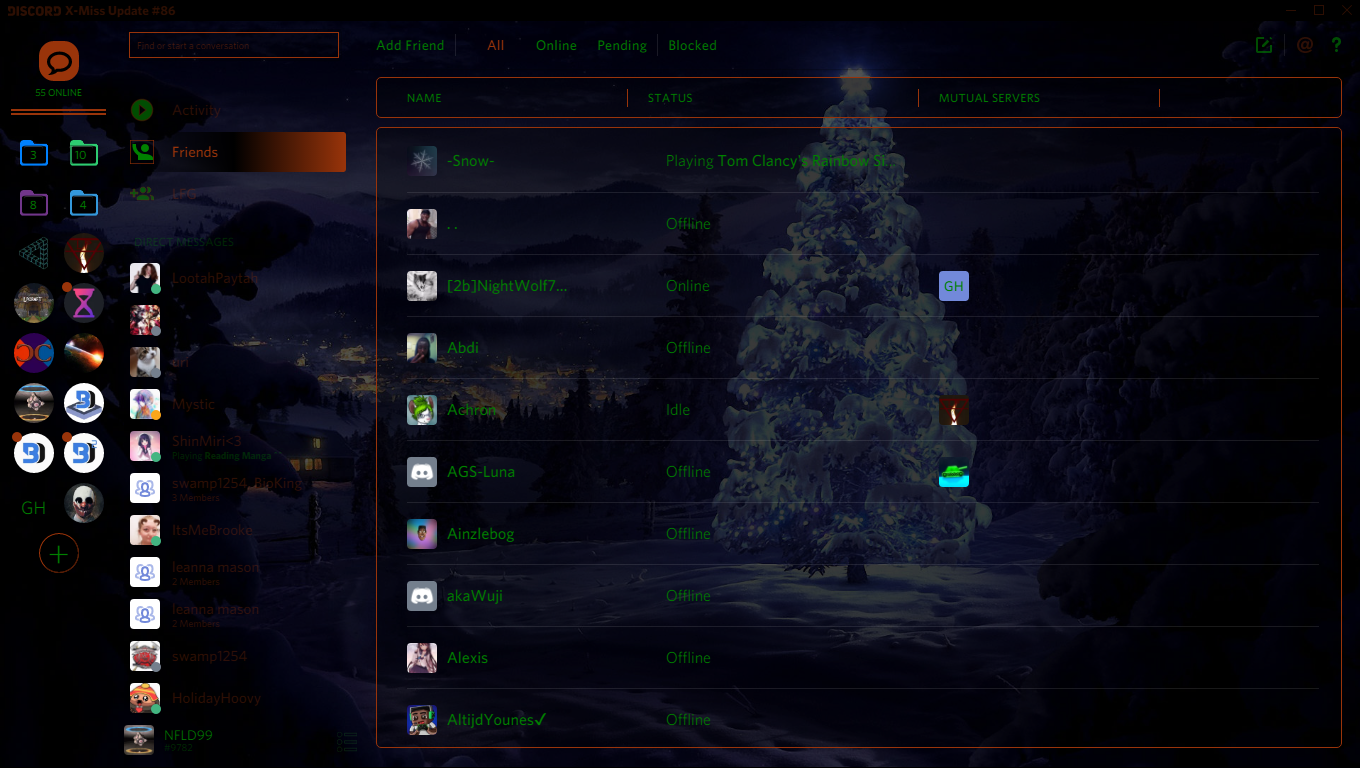 DISCORD X-Miss Update #86
Find or start a conversation
Add Friend
All
Online
Pending
Blocked
@
?
55 ONLINE
Activity
Friends
LFG
DIRECT MESSAGES
3
10
8
4
GH
LootahPaytah
Mystic
ShinMiri<3
Playing Reading Manga
swamp1254, BioKing
3 Members
ItsMeBrooke
leanna mason
2 Members
leanna mason
2 Members
swamp1254
HolidayHoovy
NFLD99
#9782
NAME STATUS MUTUAL SERVERS
-Snow- Playing Tom Clancy's Rainbow Si...
. . Offline
[2b]NightWolf7... Online GH
Abdi Offline
Achron Idle
AGS-Luna Offline
Ainzlebog Offline
akaWuji Offline
Alexis Offline
AltijdYounes✓ Offline